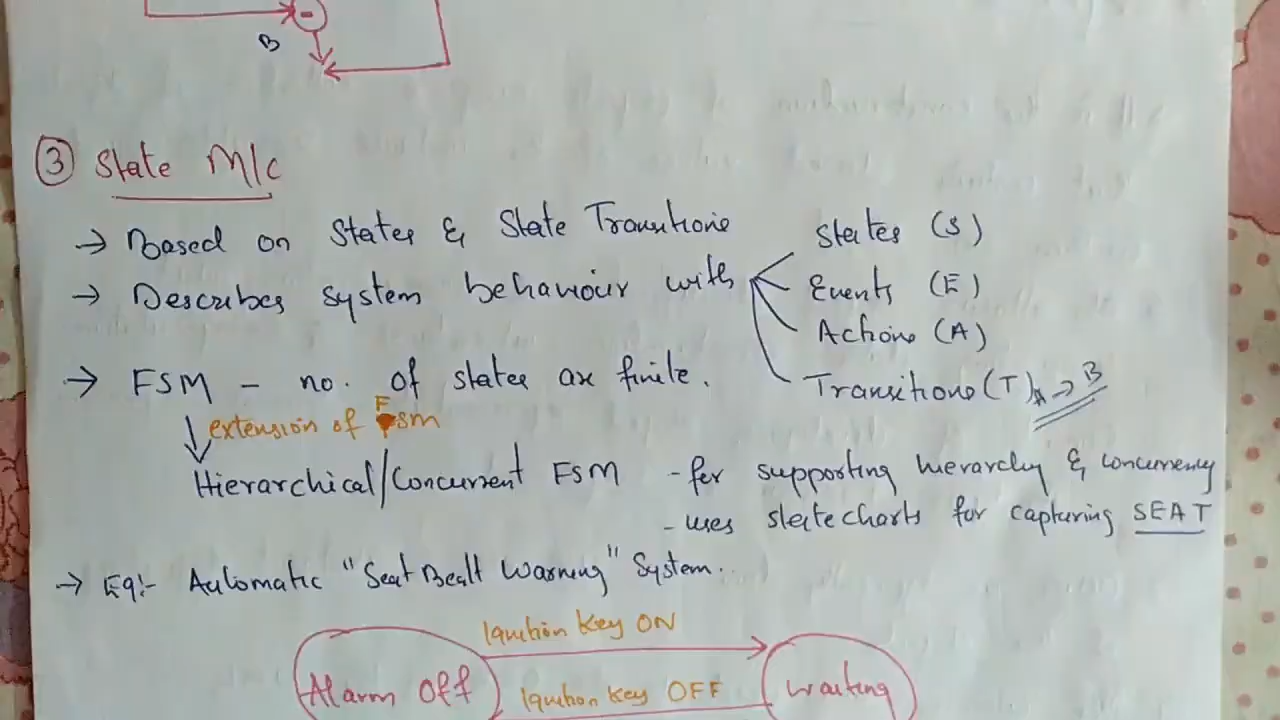 -
B
③ State M/c
→ Based on States & State Transitions States (S)
→ Describes system behaviour with Events (E)
Actions (A)
→ FSM - no. of states are finite. Transitions (T) A → B
extension of FSM
Hierarchical/Concurrent FSM - for supporting hierarchy & concurrency
- uses statecharts for capturing SEAT
→ Eg:- Automatic "Seat Bealt Warning" System.
Ignition Key ON
Alarm Off Ignition Key OFF Waiting